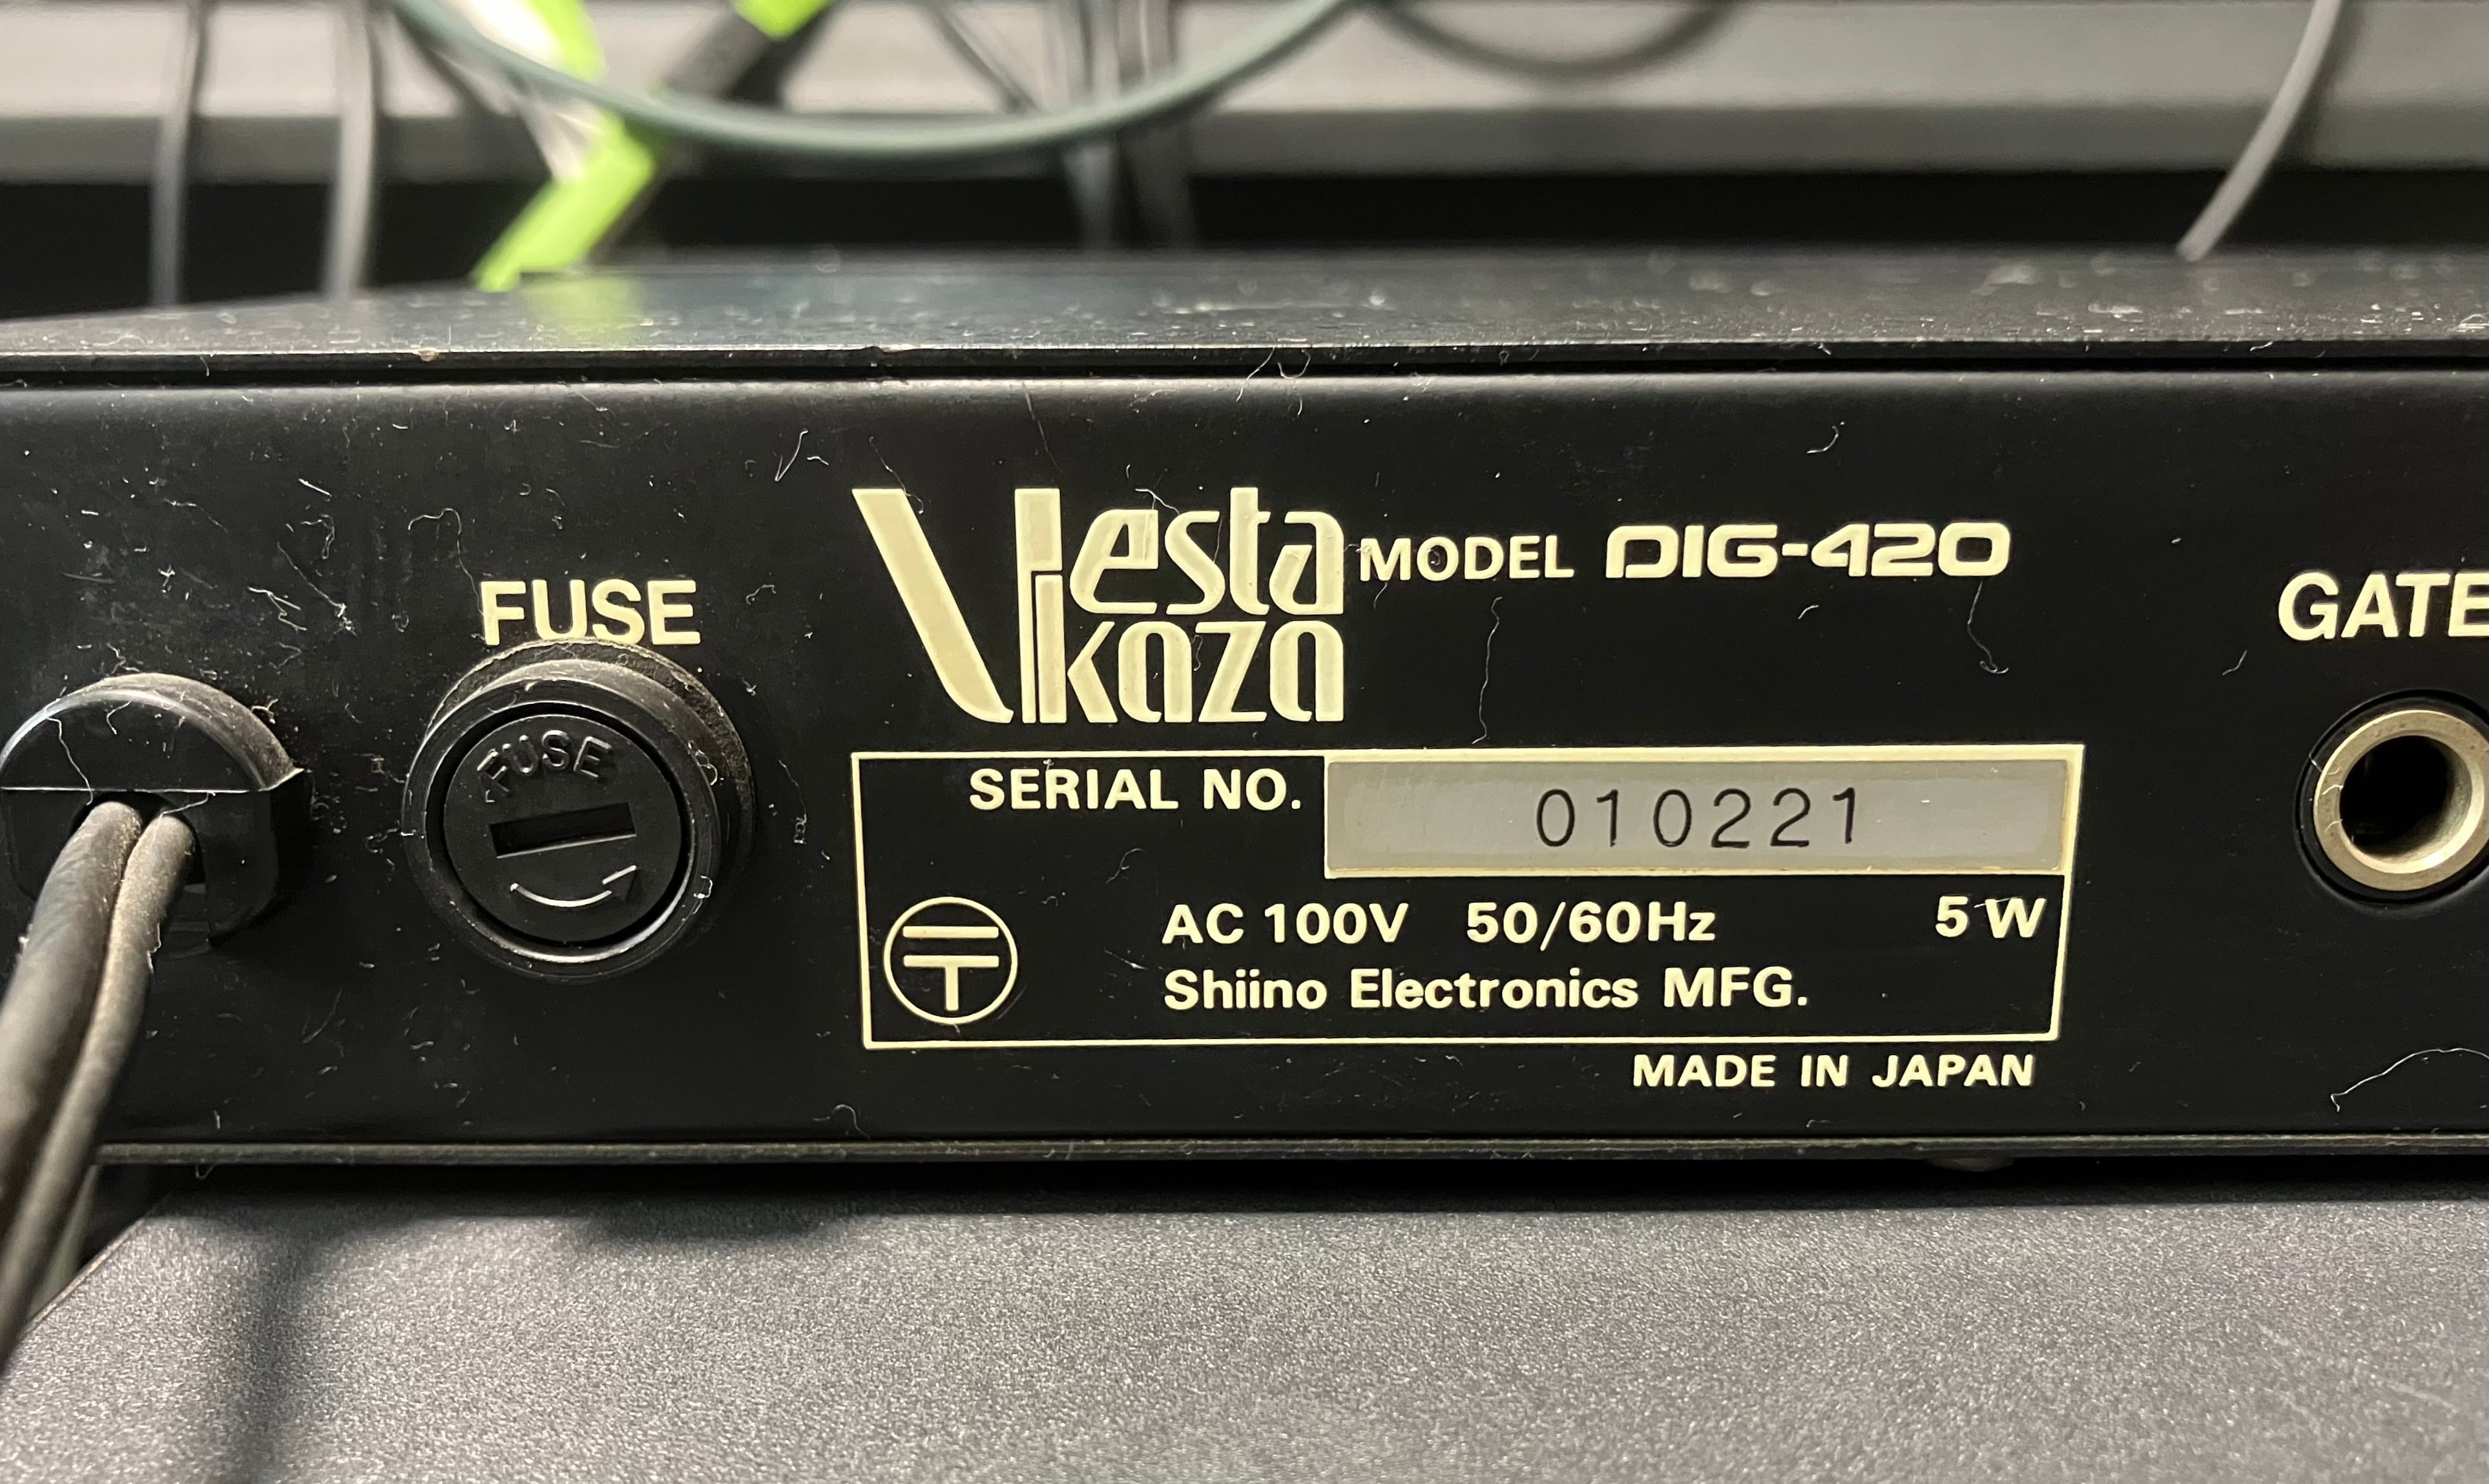 FUSE
FUSE
Vesta
kaza
MODEL DIG-420
SERIAL NO. 010221
AC 100V 50/60Hz 5W
Shiino Electronics MFG.
MADE IN JAPAN
GATE